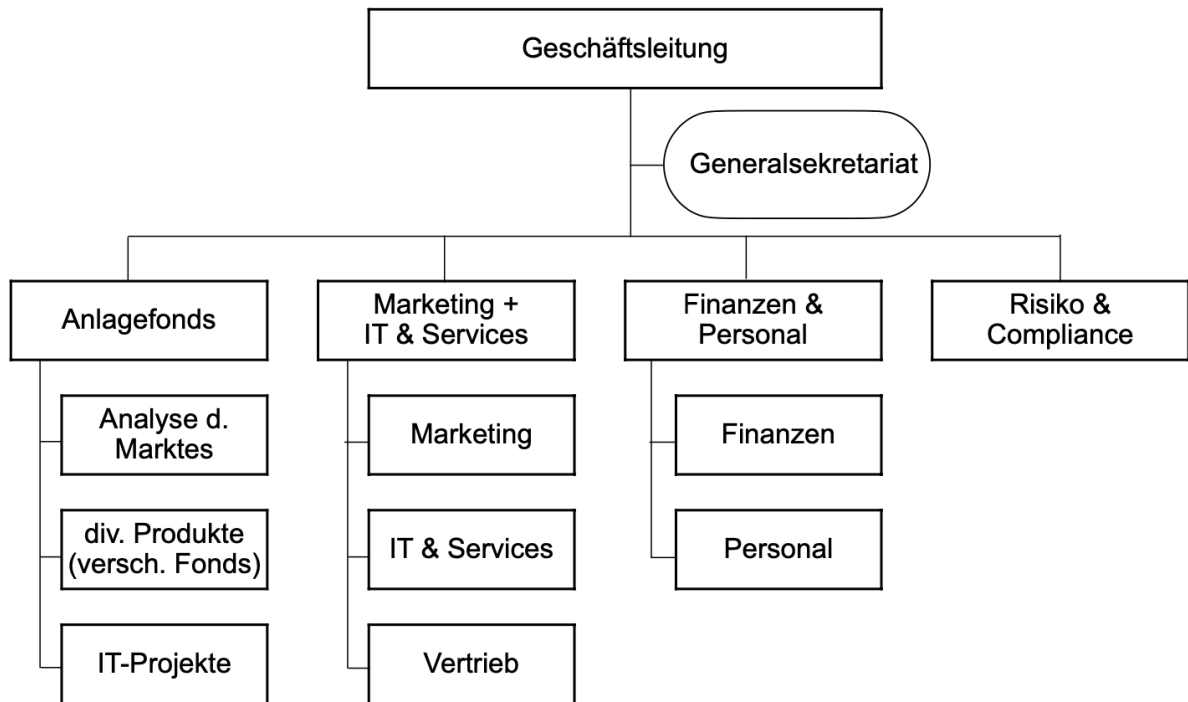 Geschäftsleitung
Generalsekretariat
Anlagefonds
Marketing +
IT & Services
Finanzen &
Personal
Risiko &
Compliance
Analyse d.
Marktes
Marketing
Finanzen
div. Produkte
(versch. Fonds)
IT & Services
Personal
IT-Projekte
Vertrieb